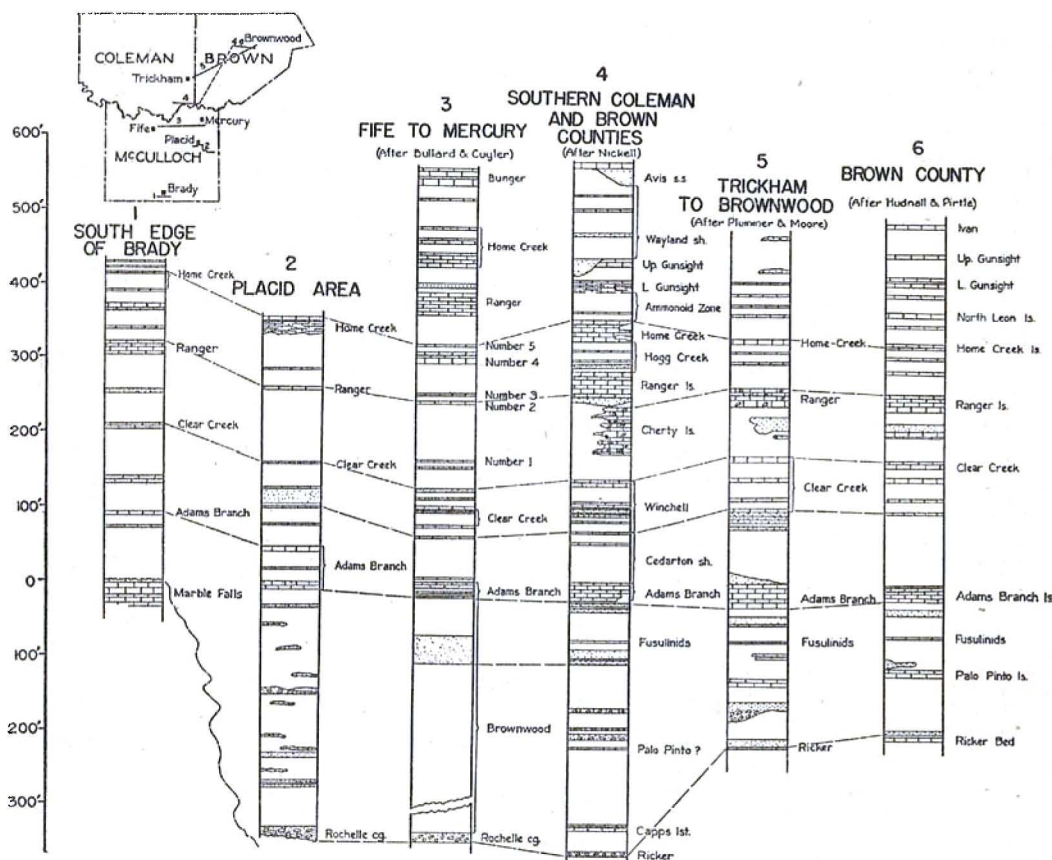 COLEMAN
BROWN
Brownwood
Trickham
4a
5
4
3
Fife
Mercury
Placid
2
McCULLOCH
1
Brady
600'
500'
400'
300'
200'
100'
0
100'
200'
300'
1
SOUTH EDGE
OF BRADY
Home Creek
Ranger
Clear Creek
Adams Branch
Marble Falls
2
PLACID AREA
Home Creek
Ranger
Clear Creek
Adams Branch
Rochelle cg.
3
FIFE TO MERCURY
(After Bullard & Cuyler)
Bunger
Home Creek
Ranger
Number 5
Number 4
Number 3
Number 2
Number 1
Clear Creek
Adams Branch
Brownwood
Rochelle cg.
4
SOUTHERN COLEMAN
AND BROWN
COUNTIES
(After Nickell)
Avis s.s
Wayland sh.
Up. Gunsight
L. Gunsight
Ammonoid Zone
Home Creek
Hogg Creek
Ranger ls.
Cherty ls.
Winchell
Cedarton sh.
Adams Branch
Fusulinids
Palo Pinto ?
Capps lst.
Ricker
5
TRICKHAM
TO BROWNWOOD
(After Plummer & Moore)
Home-Creek
Ranger
Clear Creek
Adams Branch
Fusulinids
Ricker
6
BROWN COUNTY
(After Hudnall & Pirtle)
Ivan
Up. Gunsight
L. Gunsight
North Leon ls.
Home Creek ls.
Ranger ls.
Clear Creek
Adams Branch ls
Fusulinids
Palo Pinto ls.
Ricker Bed